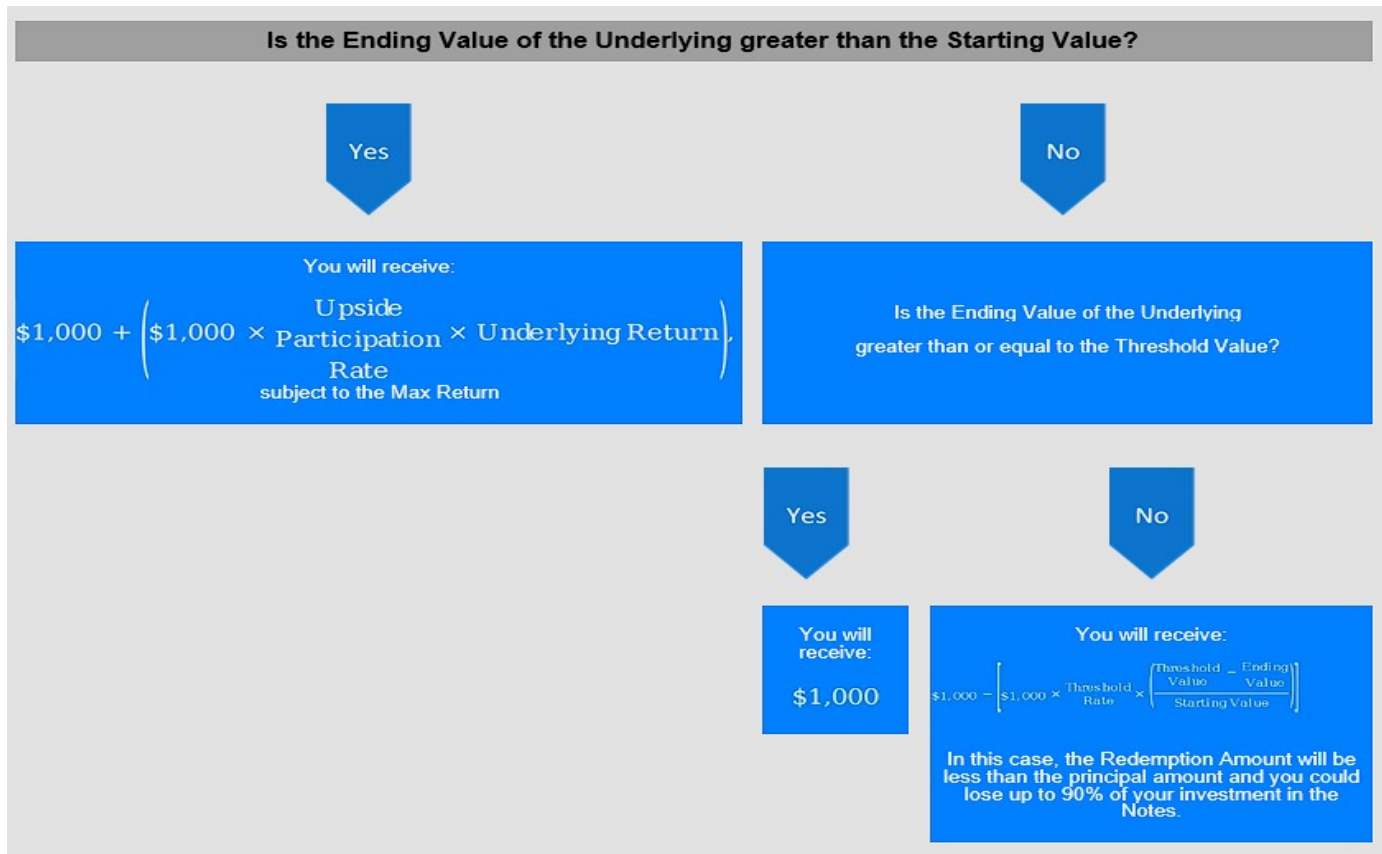 Is the Ending Value of the Underlying greater than the Starting Value?
Yes
No
You will receive:
$1,000 + ($1,000 × Upside Participation Rate × Underlying Return),
subject to the Max Return
Is the Ending Value of the Underlying
greater than or equal to the Threshold Value?
Yes
No
You will
receive:
$1,000
You will receive:
$1,000 − [$1,000 × Threshold Rate × ((Threshold Value − Ending Value) / Starting Value)]
In this case, the Redemption Amount will be
less than the principal amount and you could
lose up to 90% of your investment in the
Notes.